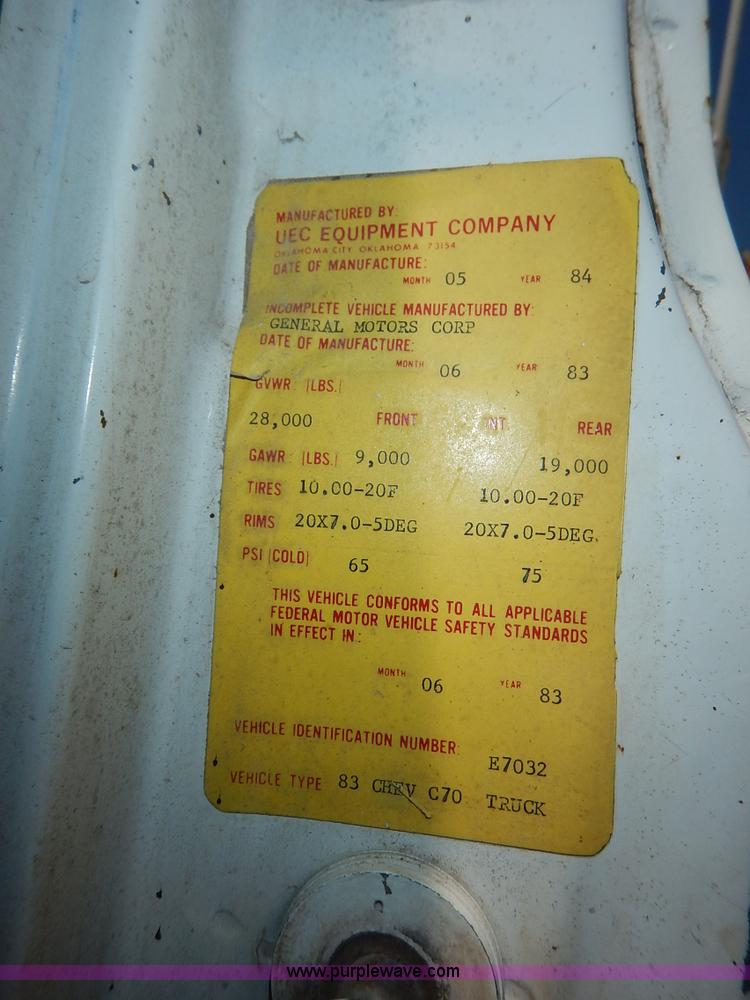 MANUFACTURED BY:
UEC EQUIPMENT COMPANY
OKLAHOMA CITY OKLAHOMA 73154
DATE OF MANUFACTURE:
MONTH 05 YEAR 84
INCOMPLETE VEHICLE MANUFACTURED BY:
GENERAL MOTORS CORP
DATE OF MANUFACTURE:
MONTH 06 YEAR 83
GVWR (LBS.)
28,000 FRONT INT. REAR
GAWR (LBS.) 9,000 19,000
TIRES 10.00-20F 10.00-20F
RIMS 20X7.0-5DEG 20X7.0-5DEG.
PSI (COLD) 65 75
THIS VEHICLE CONFORMS TO ALL APPLICABLE
FEDERAL MOTOR VEHICLE SAFETY STANDARDS
IN EFFECT IN:
MONTH 06 YEAR 83
VEHICLE IDENTIFICATION NUMBER: E7032
VEHICLE TYPE 83 CHEV C70 TRUCK
www.purplewave.com